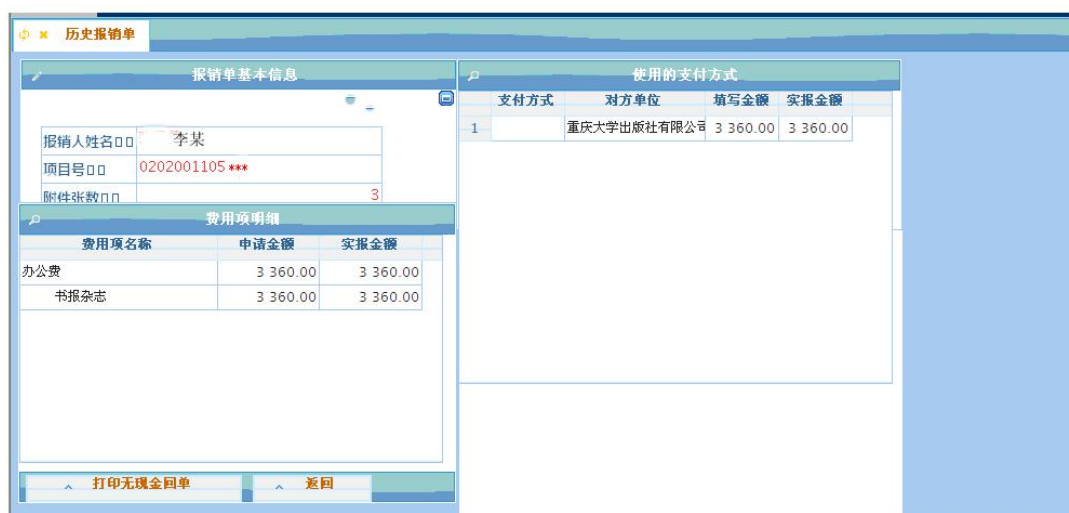 历史报销单
报销单基本信息
报销人姓名 李某
项目号 0202001105 ***
附件张数 3
费用项明细
费用项名称 申请金额 实报金额
办公费 3 360.00 3 360.00
书报杂志 3 360.00 3 360.00
打印无现金回单 返回
使用的支付方式
支付方式 对方单位 填写金额 实报金额
1 重庆大学出版社有限公司 3 360.00 3 360.00